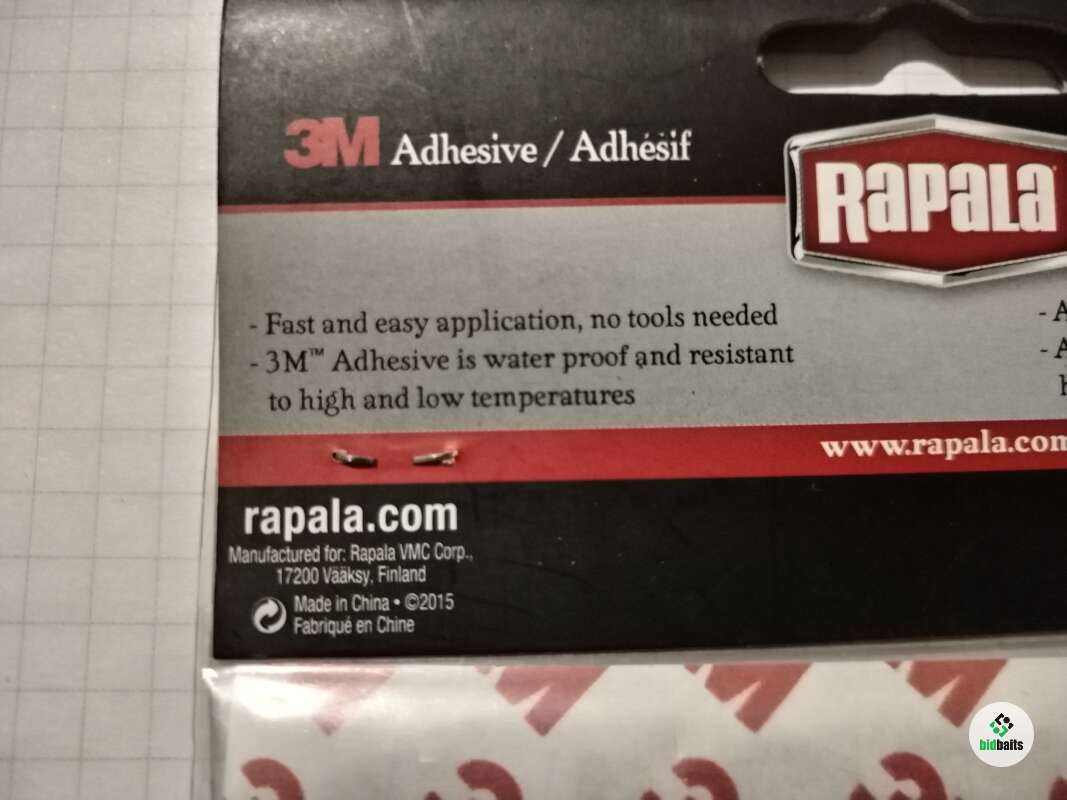 3M Adhesive / Adhésif
RAPALA
- Fast and easy application, no tools needed
- 3M™ Adhesive is water proof and resistant
to high and low temperatures
- A
- A
www.rapala.com
rapala.com
Manufactured for: Rapala VMC Corp.,
17200 Vääksy, Finland
Made in China • ©2015
Fabriqué en Chine
bidbaits